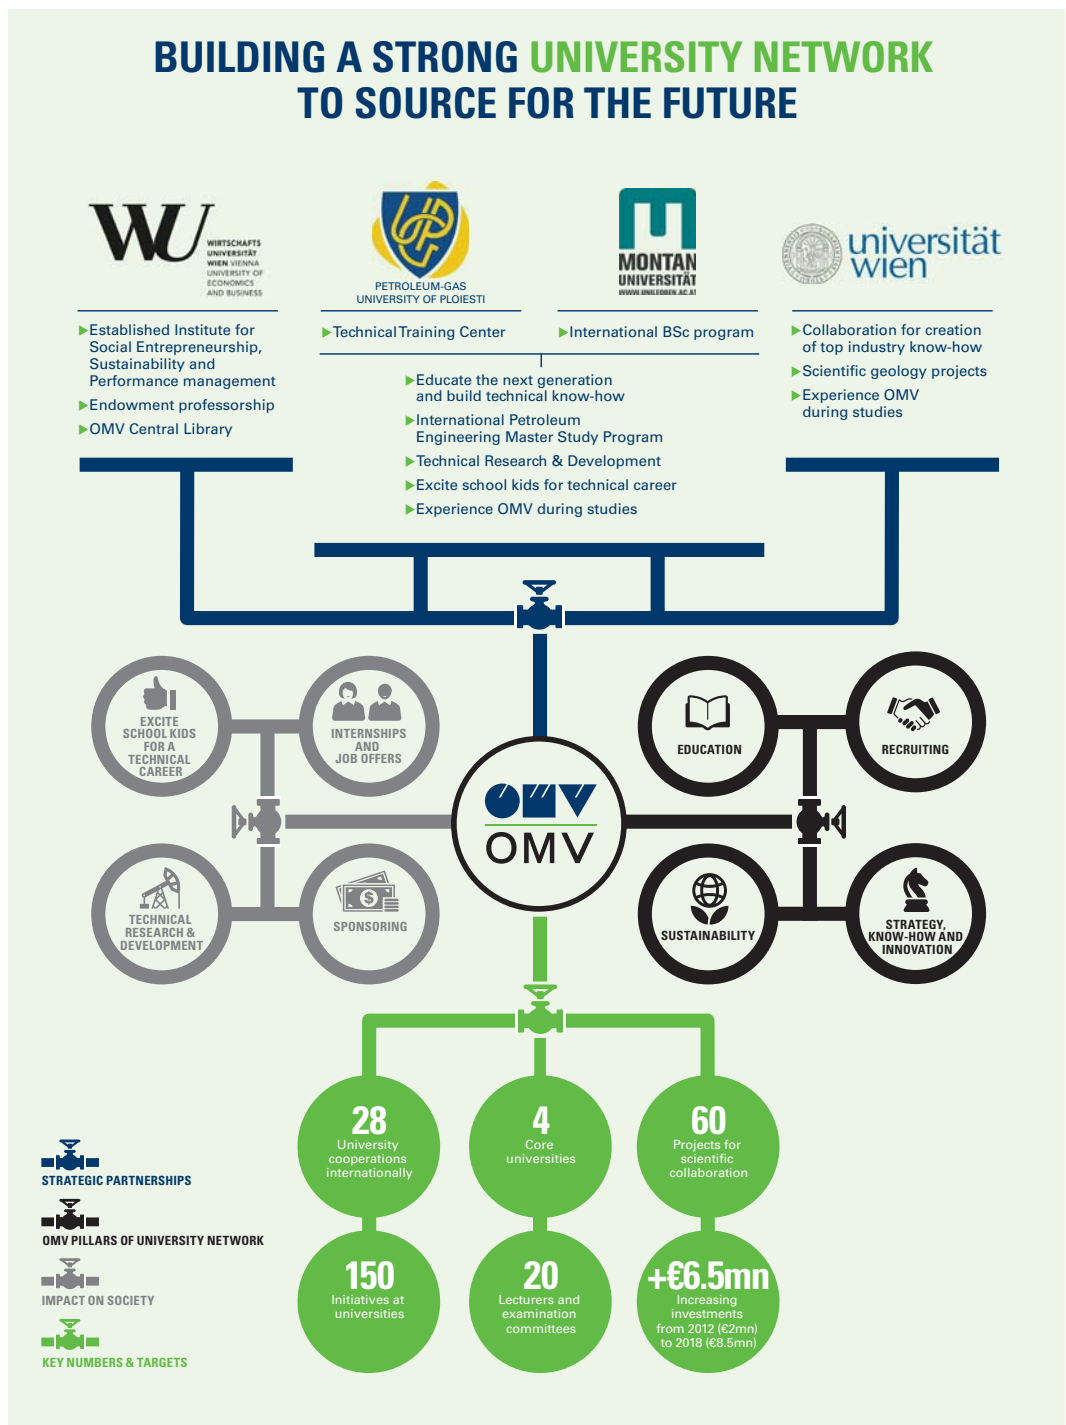 BUILDING A STRONG UNIVERSITY NETWORK
TO SOURCE FOR THE FUTURE
WU
WIRTSCHAFTS
UNIVERSITÄT
WIEN VIENNA
UNIVERSITY OF
ECONOMICS
AND BUSINESS
Established Institute for
Social Entrepreneurship,
Sustainability and
Performance management
Endowment professorship
OMV Central Library
UPG
PETROLEUM-GAS
UNIVERSITY OF PLOIESTI
Technical Training Center
MONTAN
UNIVERSITÄT
WWW.UNILEOBEN.AC.AT
International BSc program
Educate the next generation
and build technical know-how
International Petroleum
Engineering Master Study Program
Technical Research & Development
Excite school kids for technical career
Experience OMV during studies
universität
wien
Collaboration for creation
of top industry know-how
Scientific geology projects
Experience OMV
during studies
EXCITE
SCHOOL KIDS
FOR A
TECHNICAL
CAREER
INTERNSHIPS
AND
JOB OFFERS
TECHNICAL
RESEARCH &
DEVELOPMENT
$
SPONSORING
OMV
OMV
EDUCATION
RECRUITING
SUSTAINABILITY
STRATEGY,
KNOW-HOW AND
INNOVATION
28
University
cooperations
internationally
4
Core
universities
60
Projects for
scientific
collaboration
150
Initiatives at
universities
20
Lecturers and
examination
committees
+€6.5mn
Increasing
investments
from 2012 (€2mn)
to 2018 (€8.5mn)
STRATEGIC PARTNERSHIPS
OMV PILLARS OF UNIVERSITY NETWORK
IMPACT ON SOCIETY
KEY NUMBERS & TARGETS